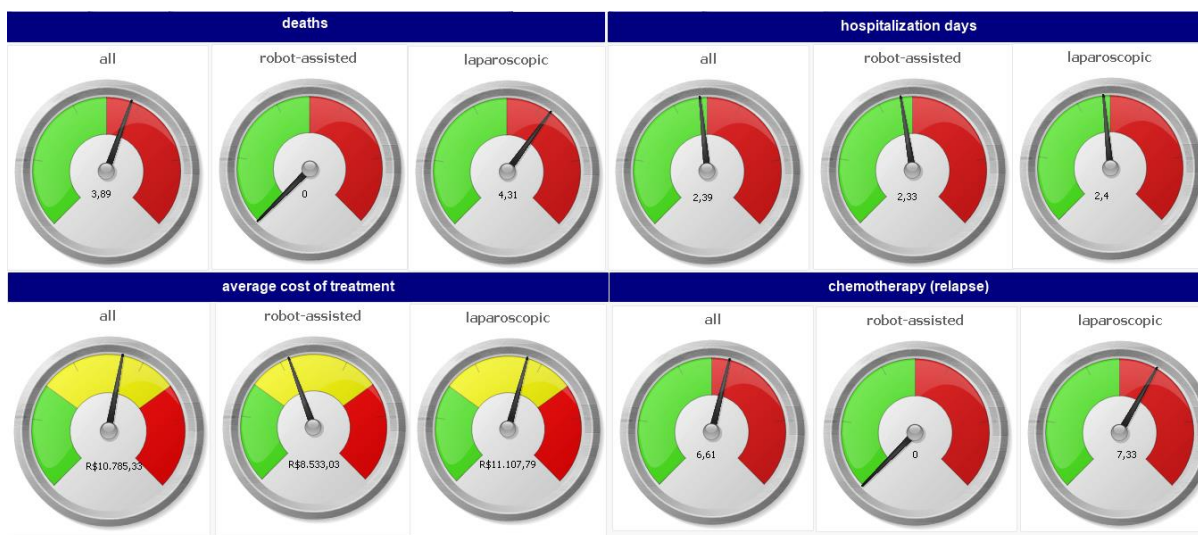 deaths
all
robot-assisted
laparoscopic
3,89
0
4,31
hospitalization days
all
robot-assisted
laparoscopic
2,39
2,33
2,4
average cost of treatment
all
robot-assisted
laparoscopic
R$10.785,33
R$8.533,03
R$11.107,79
chemotherapy (relapse)
all
robot-assisted
laparoscopic
6,61
0
7,33